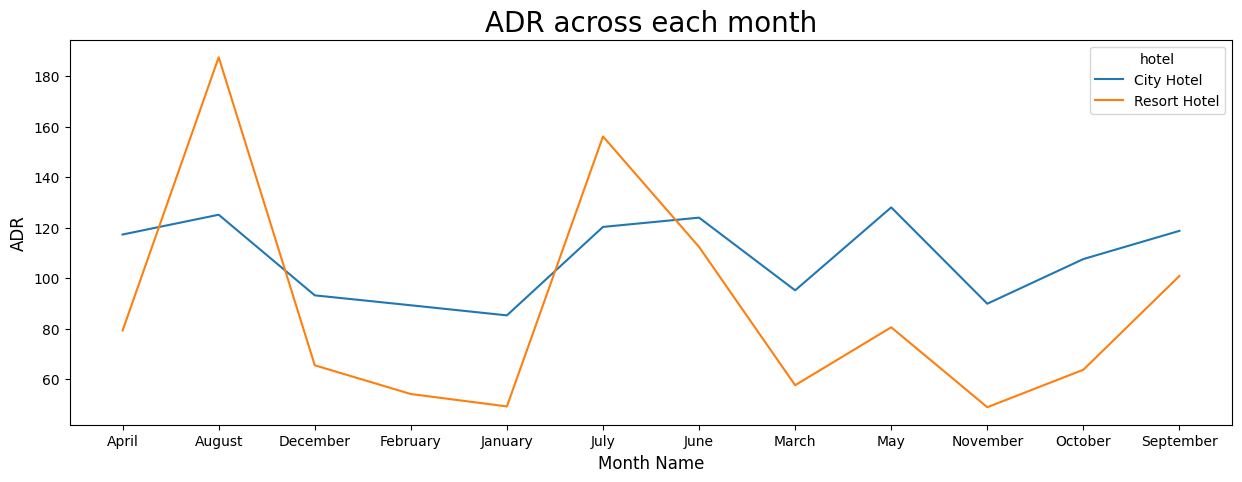 ADR across each month
hotel
City Hotel
Resort Hotel
180
160
140
120
100
80
60
ADR
April August December February January July June March May November October September
Month Name